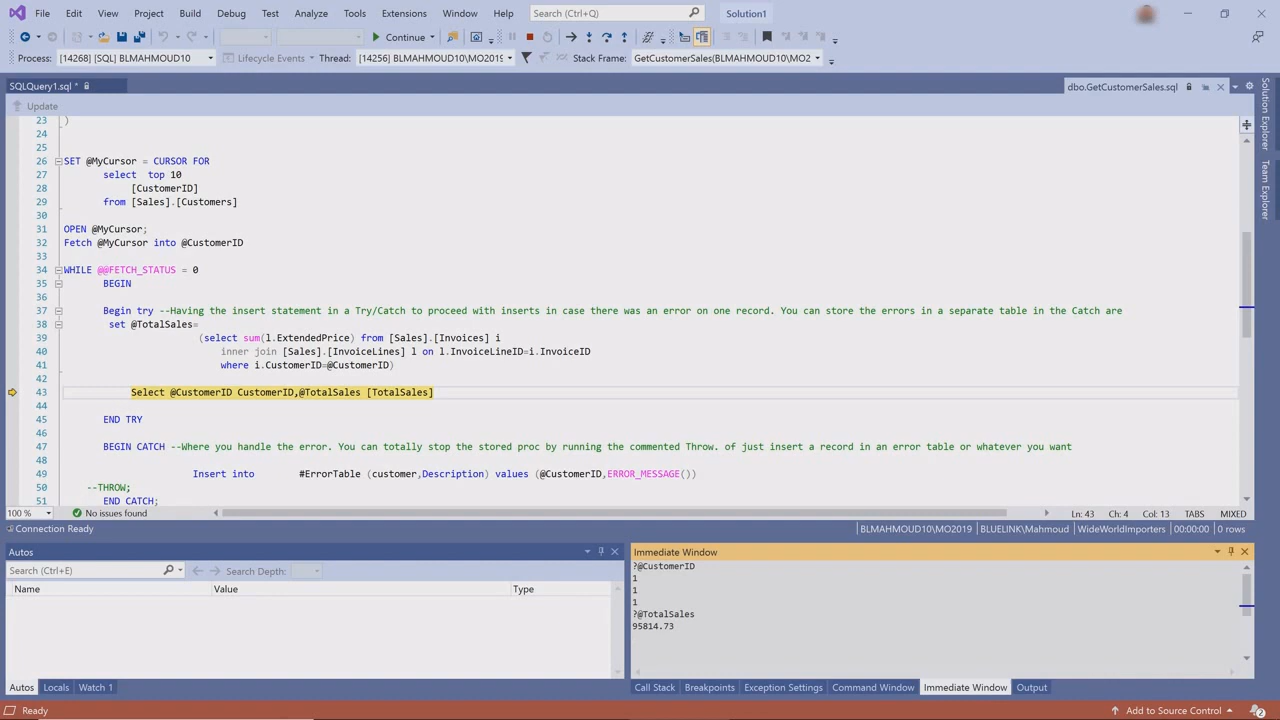 File Edit View Project Build Debug Test Analyze Tools Extensions Window Help Search (Ctrl+Q) Solution1
Continue
Process: [14268] [SQL] BLMAHMOUD10 Lifecycle Events Thread: [14256] BLMAHMOUD10\MO2019 Stack Frame: GetCustomerSales(BLMAHMOUD10\MO2
SQLQuery1.sql * dbo.GetCustomerSales.sql
Update
23 )
24
25
26 SET @MyCursor = CURSOR FOR
27 select top 10
28 [CustomerID]
29 from [Sales].[Customers]
30
31 OPEN @MyCursor;
32 Fetch @MyCursor into @CustomerID
33
34 WHILE @@FETCH_STATUS = 0
35 BEGIN
36
37 Begin try --Having the insert statement in a Try/Catch to proceed with inserts in case there was an error on one record. You can store the errors in a separate table in the Catch are
38 set @TotalSales=
39 (select sum(l.ExtendedPrice) from [Sales].[Invoices] i
40 inner join [Sales].[InvoiceLines] l on l.InvoiceLineID=i.InvoiceID
41 where i.CustomerID=@CustomerID)
42
43 Select @CustomerID CustomerID,@TotalSales [TotalSales]
44
45 END TRY
46
47 BEGIN CATCH --Where you handle the error. You can totally stop the stored proc by running the commented Throw. of just insert a record in an error table or whatever you want
48
49 Insert into #ErrorTable (customer,Description) values (@CustomerID,ERROR_MESSAGE())
50 --THROW;
51 END CATCH;
100 % No issues found Ln: 43 Ch: 4 Col: 13 TABS MIXED
Connection Ready BLMAHMOUD10\MO2019 BLUELINK\Mahmoud WideWorldImporters 00:00:00 0 rows
Autos
Search (Ctrl+E) Search Depth:
Name Value Type
Immediate Window
?@CustomerID
1
1
1
?@TotalSales
95814.73
Autos Locals Watch 1 Call Stack Breakpoints Exception Settings Command Window Immediate Window Output
Ready Add to Source Control 2
Solution Explorer
Team Explorer